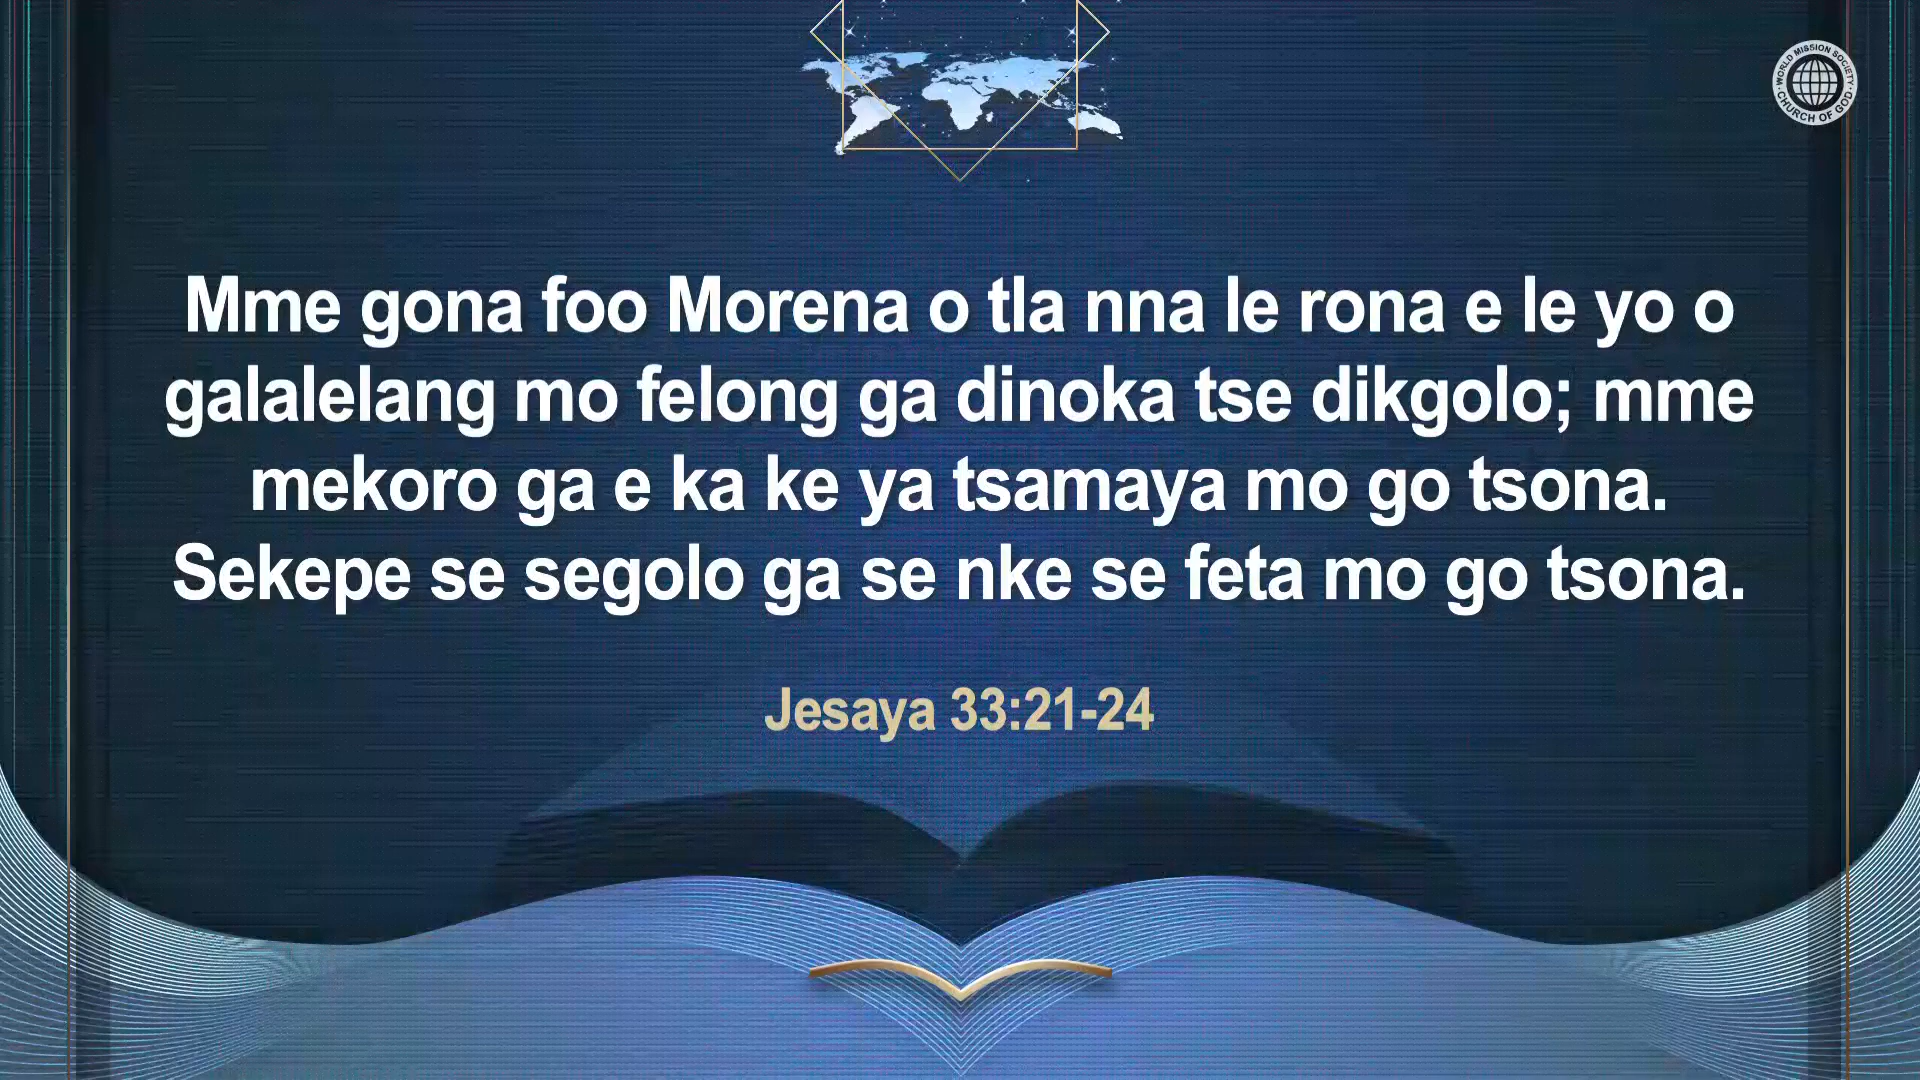 WORLD MISSION SOCIETY
CHURCH OF GOD
Mme gona foo Morena o tla nna le rona e le yo o
galalelang mo felong ga dinoka tse dikgolo; mme
mekoro ga e ka ke ya tsamaya mo go tsona.
Sekepe se segolo ga se nke se feta mo go tsona.
Jesaya 33:21-24